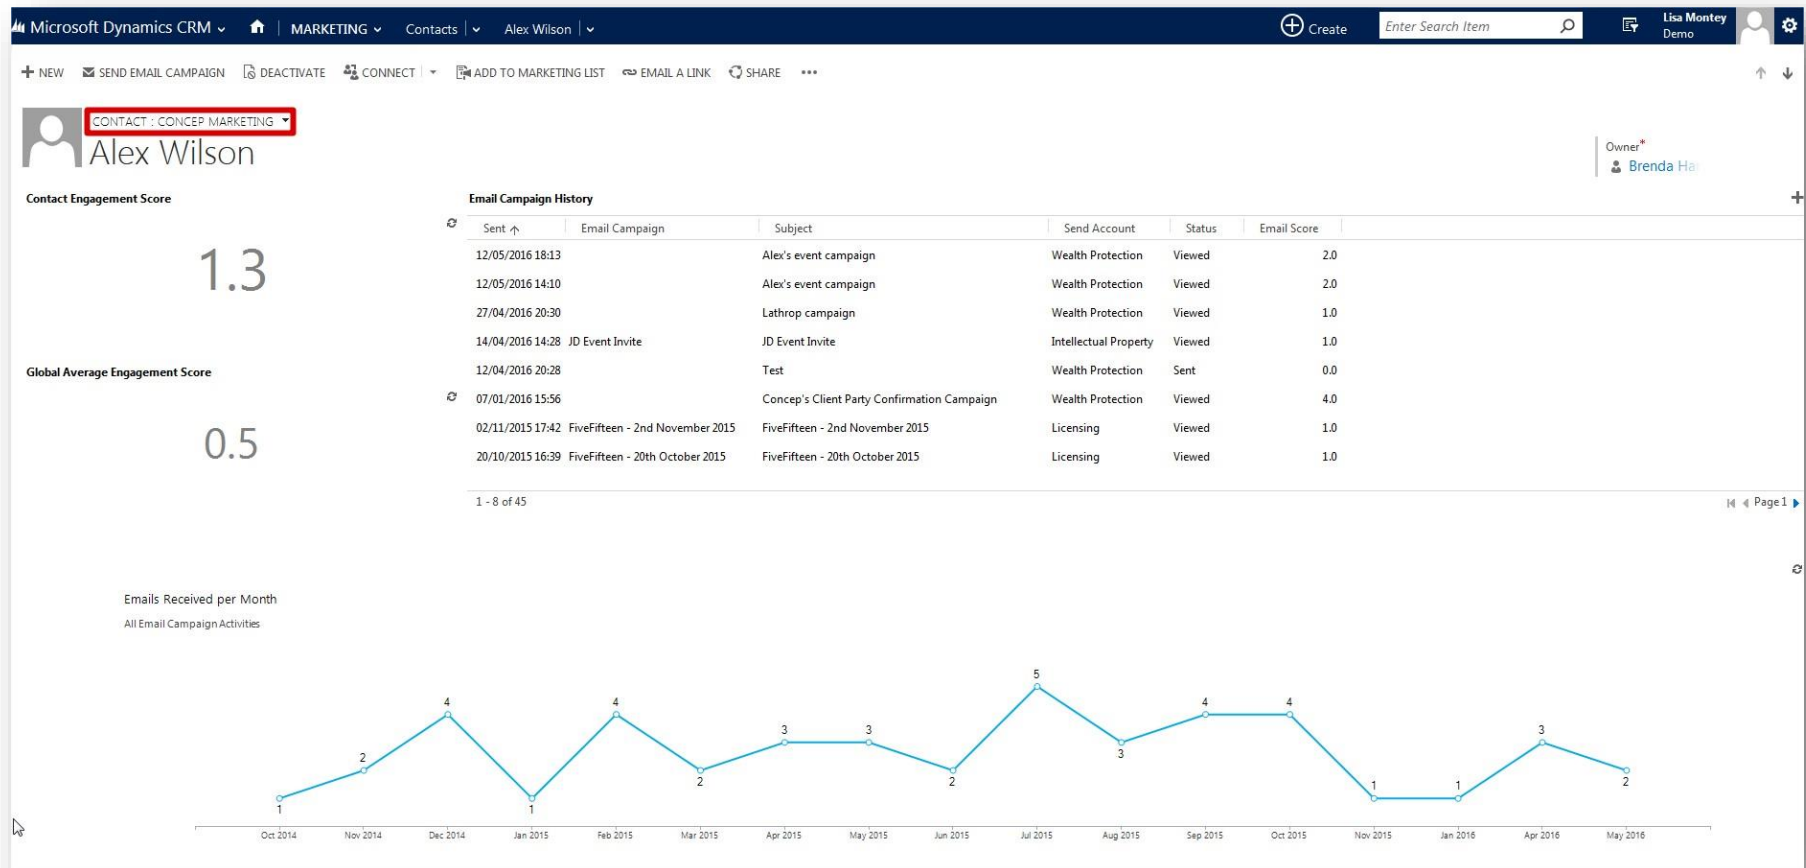 Microsoft Dynamics CRM MARKETING Contacts Alex Wilson Create Enter Search Item Lisa Montey
Demo
NEW SEND EMAIL CAMPAIGN DEACTIVATE CONNECT ADD TO MARKETING LIST EMAIL A LINK SHARE •••
CONTACT : CONCEP MARKETING
Alex Wilson
Owner*
Brenda
Contact Engagement Score
1.3
Global Average Engagement Score
0.5
Email Campaign History
Sent Email Campaign Subject Send Account Status Email Score
12/05/2016 18:13 Alex's event campaign Wealth Protection Viewed 2.0
12/05/2016 14:10 Alex's event campaign Wealth Protection Viewed 2.0
27/04/2016 20:30 Lathrop campaign Wealth Protection Viewed 1.0
14/04/2016 14:28 JD Event Invite JD Event Invite Intellectual Property Viewed 1.0
12/04/2016 20:28 Test Wealth Protection Sent 0.0
07/01/2016 15:56 Concep's Client Party Confirmation Campaign Wealth Protection Viewed 4.0
02/11/2015 17:42 FiveFifteen - 2nd November 2015 FiveFifteen - 2nd November 2015 Licensing Viewed 1.0
20/10/2015 16:39 FiveFifteen - 20th October 2015 FiveFifteen - 20th October 2015 Licensing Viewed 1.0
1 - 8 of 45 Page 1
Emails Received per Month
All Email Campaign Activities
1 2 4 1 4 2 3 3 2 5 3 4 4 1 1 3 2
Oct 2014 Nov 2014 Dec 2014 Jan 2015 Feb 2015 Mar 2015 Apr 2015 May 2015 Jun 2015 Jul 2015 Aug 2015 Sep 2015 Oct 2015 Nov 2015 Jan 2016 Apr 2016 May 2016